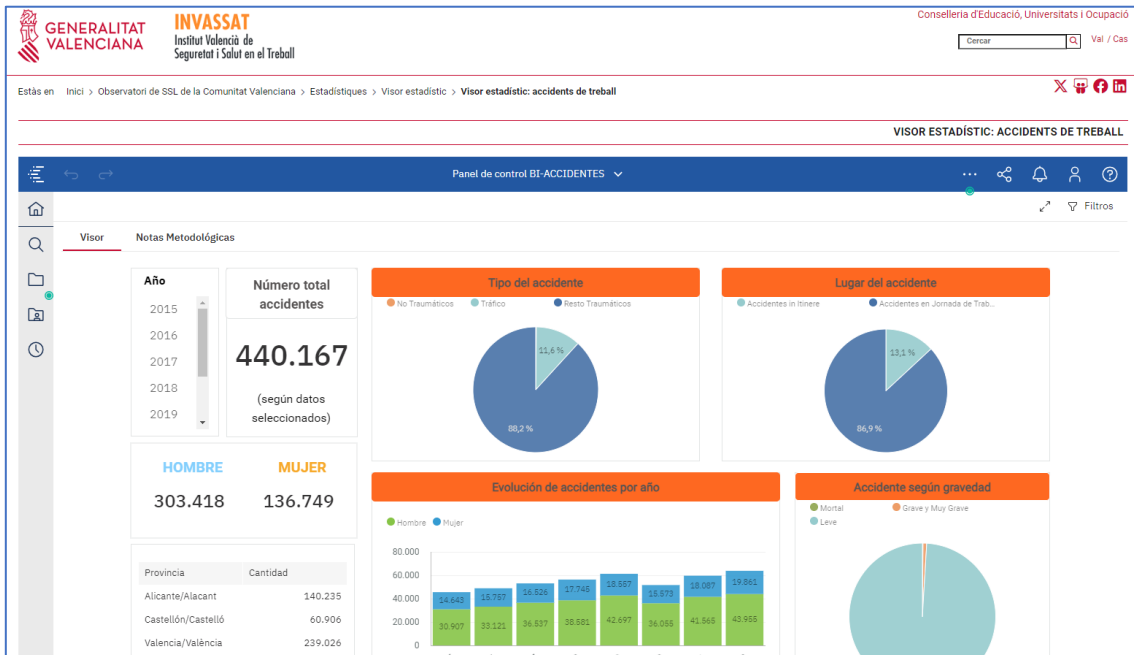 GENERALITAT
VALENCIANA
INVASSAT
Institut Valencià de
Seguretat i Salut en el Treball
Conselleria d'Educació, Universitats i Ocupació
Cercar
Val / Cas
Estàs en Inici > Observatori de SSL de la Comunitat Valenciana > Estadístiques > Visor estadístic > Visor estadístic: accidents de treball
VISOR ESTADÍSTIC: ACCIDENTS DE TREBALL
Panel de control BI-ACCIDENTES
Filtros
Visor
Notas Metodológicas
Año
2015
2016
2017
2018
2019
Número total
accidentes
440.167
(según datos
seleccionados)
Tipo del accidente
No Traumáticos
Tráfico
Resto Traumáticos
11,6 %
88,2 %
Lugar del accidente
Accidentes in Itinere
Accidentes en Jornada de Trab...
13,1 %
86,9 %
HOMBRE
MUJER
303.418
136.749
Evolución de accidentes por año
Hombre
Mujer
80.000
60.000
40.000
20.000
0
14.643
15.757
16.526
17.745
18.557
15.573
18.087
19.861
30.907
33.121
36.537
38.581
42.697
36.055
41.565
43.955
Accidente según gravedad
Mortal
Grave y Muy Grave
Leve
Provincia
Cantidad
Alicante/Alacant
140.235
Castellón/Castelló
60.906
Valencia/València
239.026